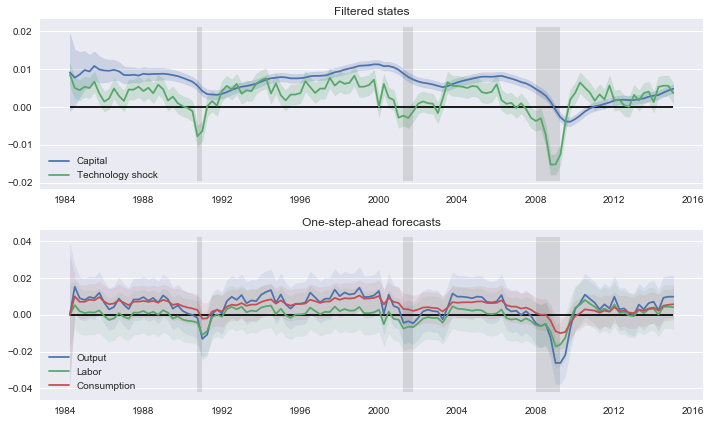 Filtered states
0.02
0.01
0.00
−0.01
−0.02
Capital
Technology shock
1984 1988 1992 1996 2000 2004 2008 2012 2016
One-step-ahead forecasts
0.04
0.02
0.00
−0.02
−0.04
Output
Labor
Consumption
1984 1988 1992 1996 2000 2004 2008 2012 2016